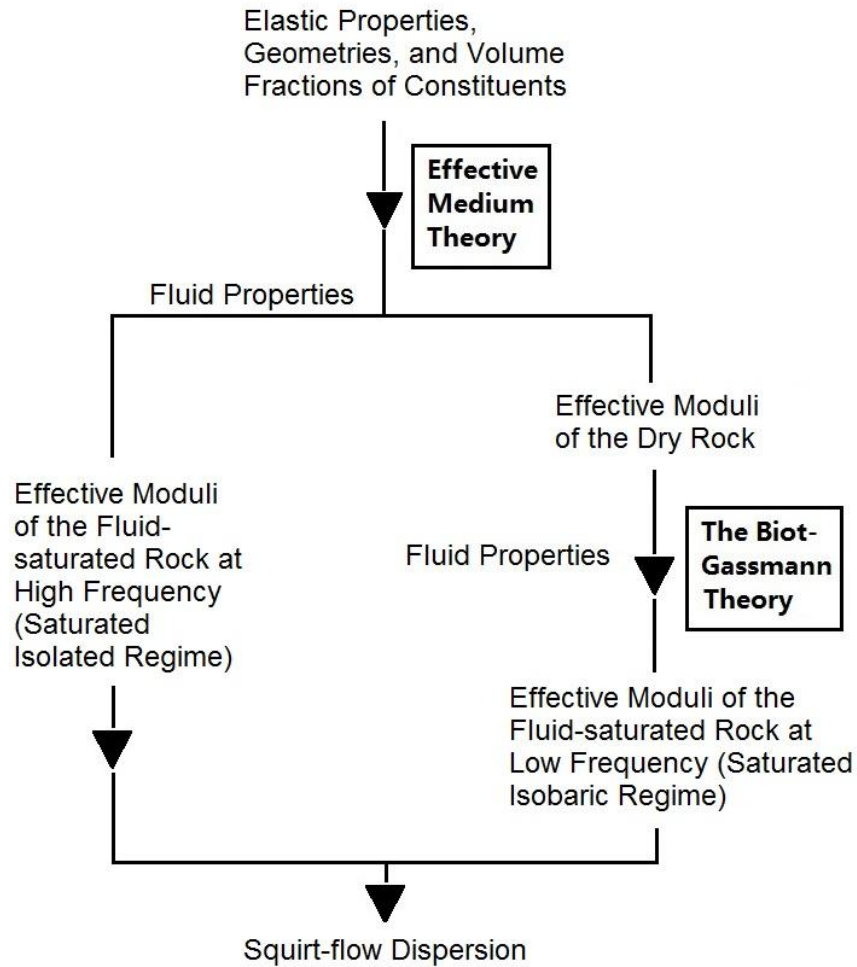 Elastic Properties,
Geometries, and Volume
Fractions of Constituents
Effective
Medium
Theory
Fluid Properties
Effective Moduli
of the Dry Rock
Effective Moduli
of the Fluid-
saturated Rock at
High Frequency
(Saturated
Isolated Regime)
Fluid Properties
The Biot-
Gassmann
Theory
Effective Moduli of the
Fluid-saturated Rock at
Low Frequency (Saturated
Isobaric Regime)
Squirt-flow Dispersion